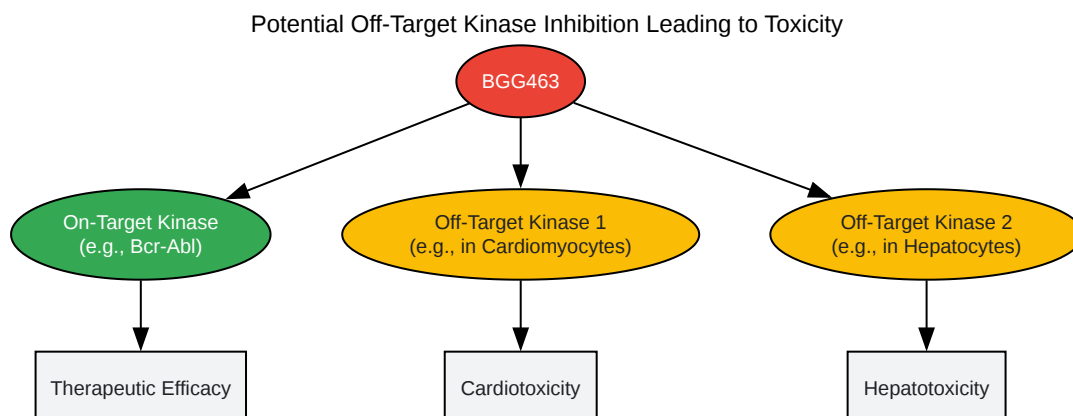 Potential Off-Target Kinase Inhibition Leading to Toxicity
BGG463
On-Target Kinase
(e.g., Bcr-Abl)
Off-Target Kinase 1
(e.g., in Cardiomyocytes)
Off-Target Kinase 2
(e.g., in Hepatocytes)
Therapeutic Efficacy
Cardiotoxicity
Hepatotoxicity